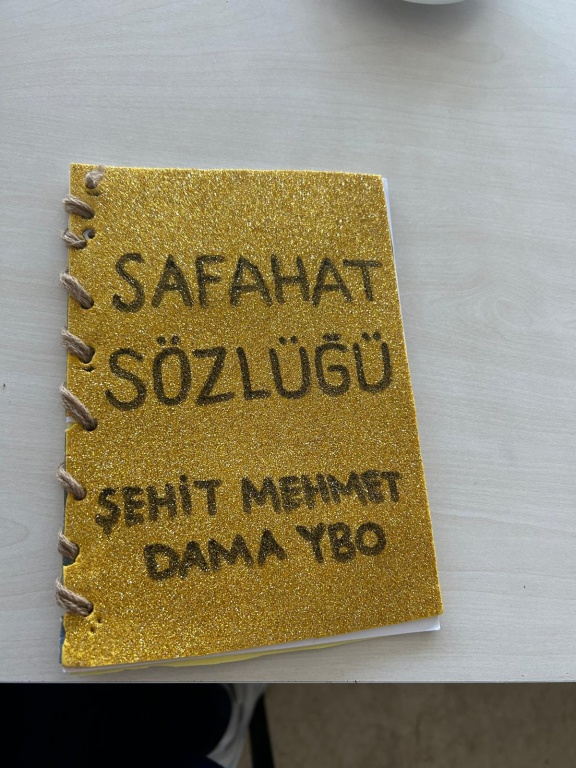 SAFAHAT
SÖZLÜĞÜ
ŞEHİT MEHMET
DAMA YBO